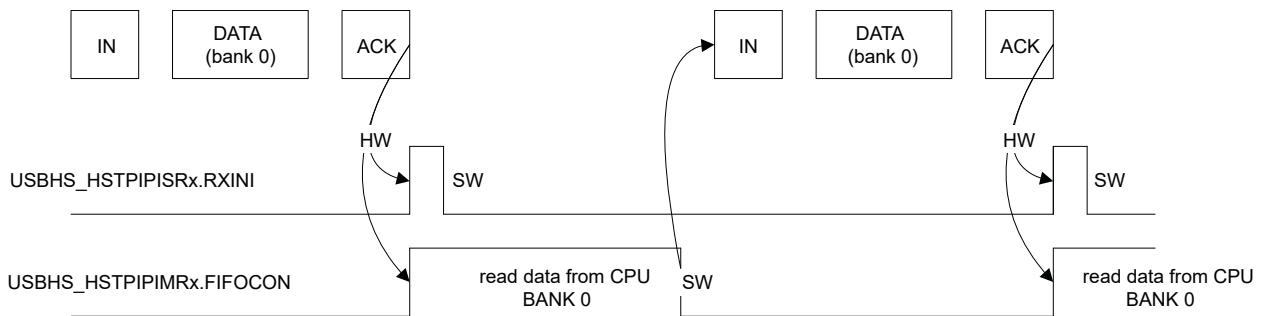 IN
DATA
(bank 0)
ACK
IN
DATA
(bank 0)
ACK
HW
HW
USBHS_HSTPIPISRx.RXINI
SW
SW
USBHS_HSTPIPIMRx.FIFOCON
read data from CPU
BANK 0
SW
read data from CPU
BANK 0